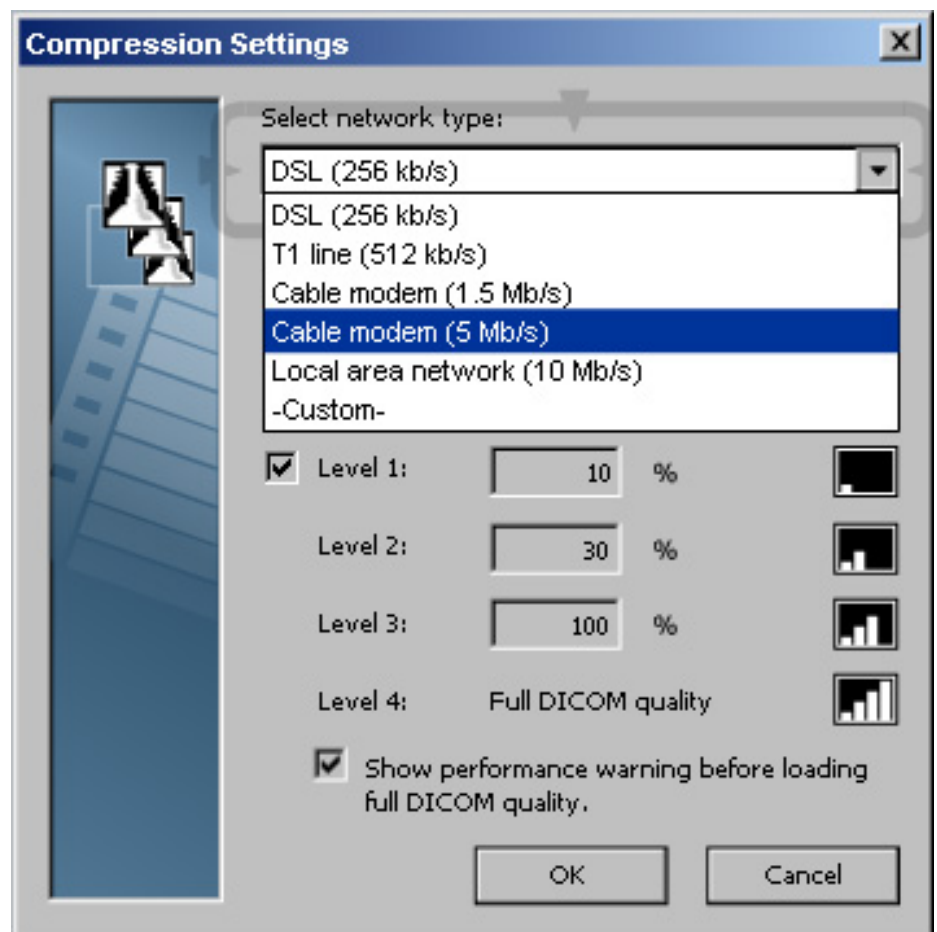 Compression Settings
Select network type:
DSL (256 kb/s)
DSL (256 kb/s)
T1 line (512 kb/s)
Cable modem (1.5 Mb/s)
Cable modem (5 Mb/s)
Local area network (10 Mb/s)
-Custom-
Level 1: 10 %
Level 2: 30 %
Level 3: 100 %
Level 4: Full DICOM quality
Show performance warning before loading
full DICOM quality.
OK Cancel